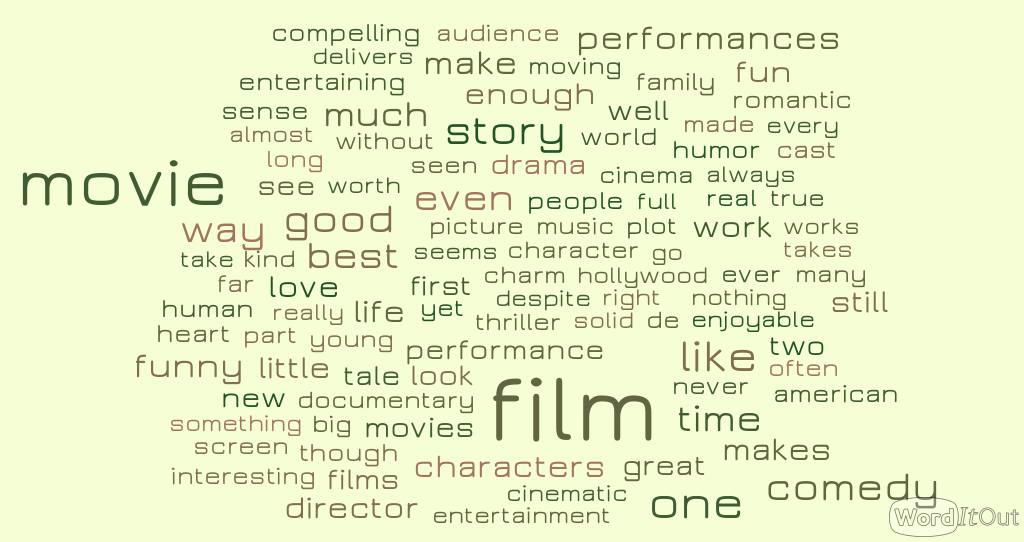 compelling audience performances
delivers make moving
entertaining family fun
enough romantic
sense much well
almost without story world made every
long humor cast
seen drama cinema always
movie see worth
even people full real true
way good picture music plot work works
take kind best seems character go takes
far love first charm hollywood ever many
human really life yet despite right nothing still
heart part young thriller solid de enjoyable
performance like two
funny little tale look often
never american
new documentary film time
something big movies
screen though makes
interesting films characters great
director cinematic one comedy
entertainment
WordItOut